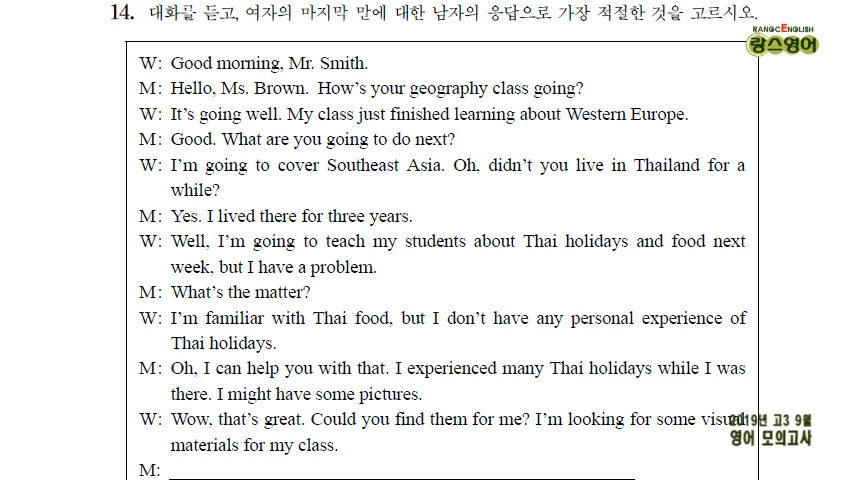 14. 대화를 듣고, 여자의 마지막 말에 대한 남자의 응답으로 가장 적절한 것을 고르시오.
RANGC ENGLISH
랑스영어
W: Good morning, Mr. Smith.
M: Hello, Ms. Brown. How's your geography class going?
W: It's going well. My class just finished learning about Western Europe.
M: Good. What are you going to do next?
W: I'm going to cover Southeast Asia. Oh, didn't you live in Thailand for a
while?
M: Yes. I lived there for three years.
W: Well, I'm going to teach my students about Thai holidays and food next
week, but I have a problem.
M: What's the matter?
W: I'm familiar with Thai food, but I don't have any personal experience of
Thai holidays.
M: Oh, I can help you with that. I experienced many Thai holidays while I was
there. I might have some pictures.
W: Wow, that's great. Could you find them for me? I'm looking for some visual
materials for my class.
2019년 고3 9월
영어 모의고사
M: